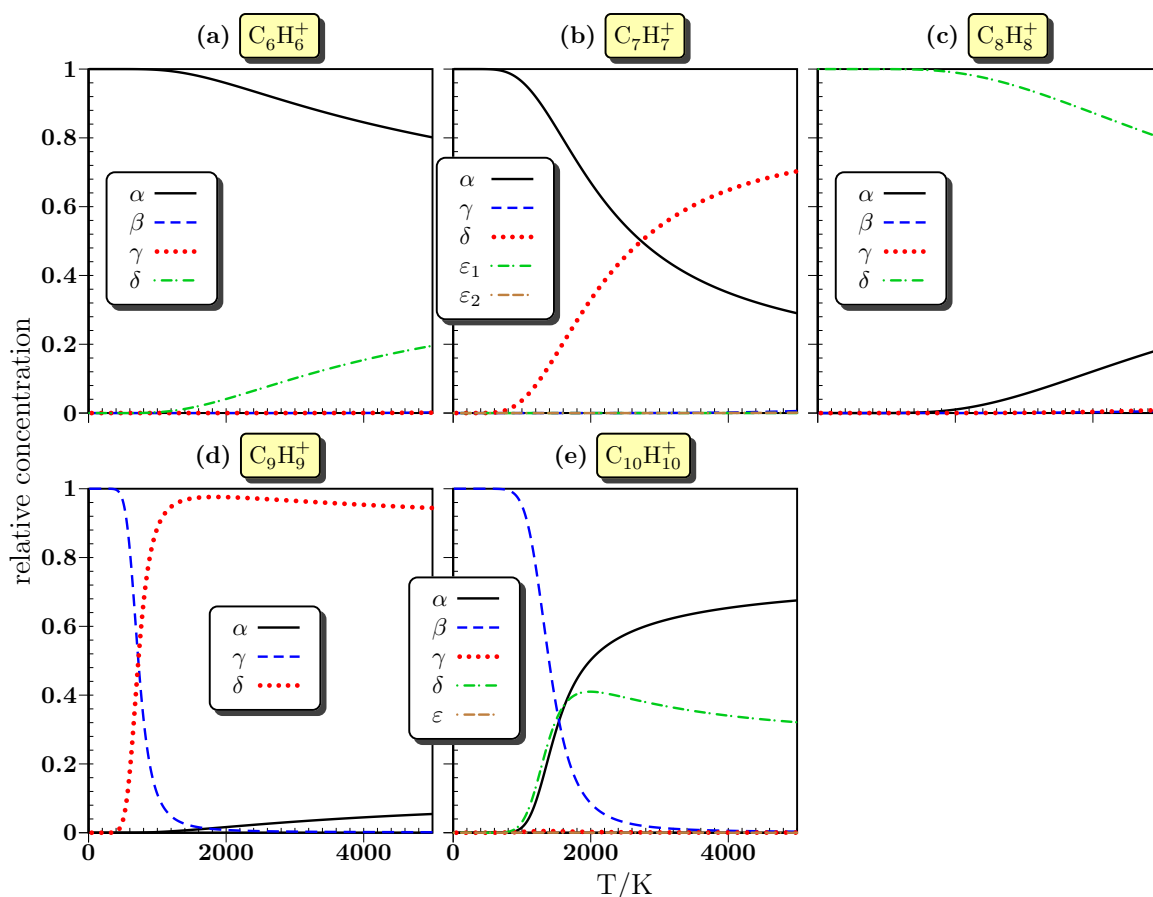 (a) C₆H₆⁺
(b) C₇H₇⁺
(c) C₈H₈⁺
1
0.8
0.6
0.4
0.2
0
α
β
γ
δ
α
γ
δ
ε₁
ε₂
α
β
γ
δ
relative concentration
(d) C₉H₉⁺
(e) C₁₀H₁₀⁺
1
0.8
0.6
0.4
0.2
0
α
γ
δ
α
β
γ
δ
ε
0 2000 4000
0 2000 4000
T/K